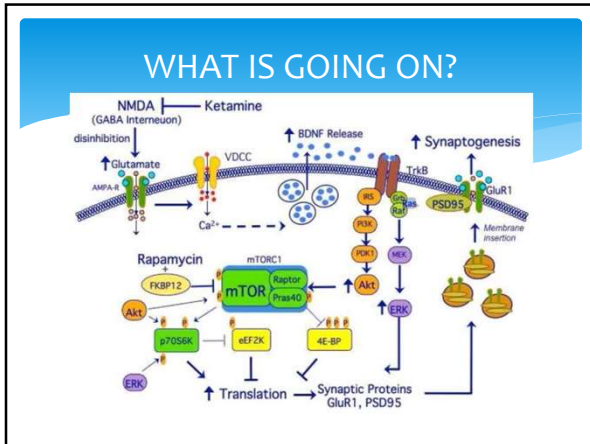 WHAT IS GOING ON?
NMDA
Ketamine
(GABA Interneuon)
disinhibition
Glutamate
AMPA-R
VDCC
BDNF Release
Synaptogenesis
TrkB
GluR1
PSD95
IRS
Grb
Ras
Raf
Ca2+
PI3K
Membrane
insertion
PDK1
MEK
Rapamycin
+
FKBP12
mTORC1
mTOR
Raptor
Pras40
Akt
ERK
Akt
P
P
P
P
P
P
P
P
P
P
p70S6K
eEF2K
4E-BP
ERK
Translation
Synaptic Proteins
GluR1, PSD95